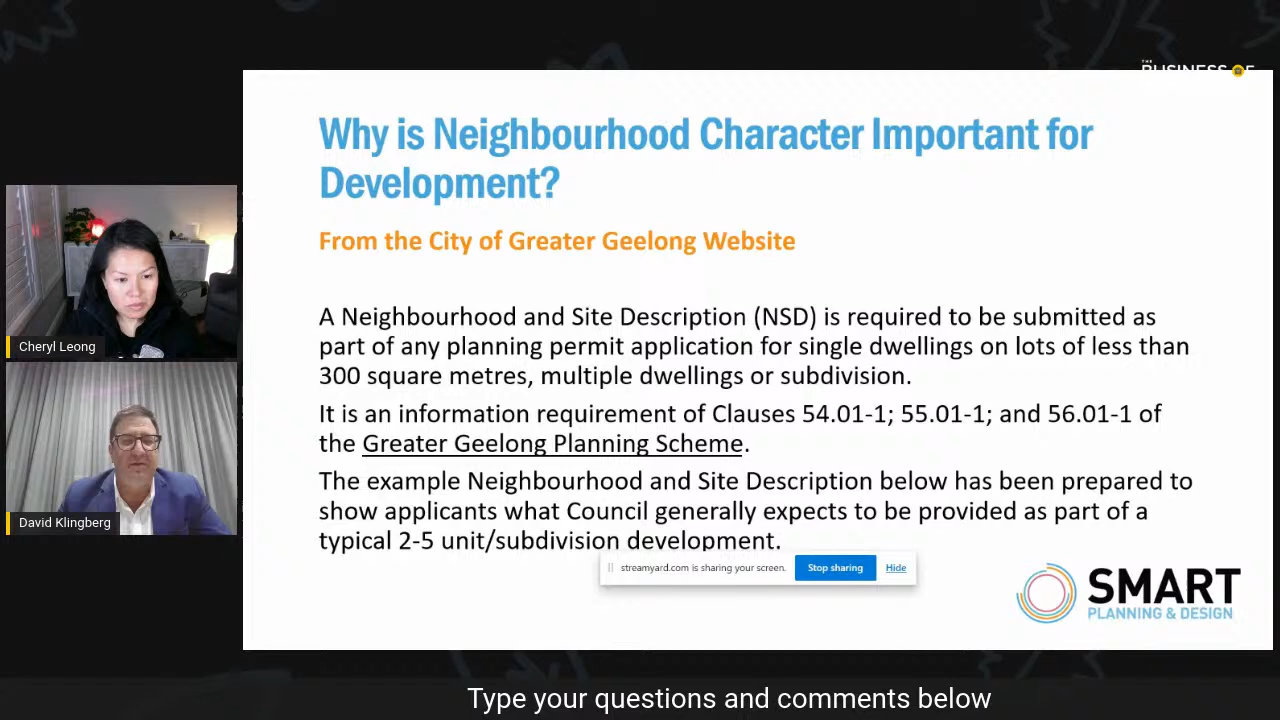 THE
BUSINESS OF
Why is Neighbourhood Character Important for
Development?
From the City of Greater Geelong Website
A Neighbourhood and Site Description (NSD) is required to be submitted as
part of any planning permit application for single dwellings on lots of less than
300 square metres, multiple dwellings or subdivision.
It is an information requirement of Clauses 54.01-1; 55.01-1; and 56.01-1 of
the Greater Geelong Planning Scheme.
The example Neighbourhood and Site Description below has been prepared to
show applicants what Council generally expects to be provided as part of a
typical 2-5 unit/subdivision development.
streamyard.com is sharing your screen.
Stop sharing
Hide
SMART
PLANNING & DESIGN
Cheryl Leong
David Klingberg
Type your questions and comments below